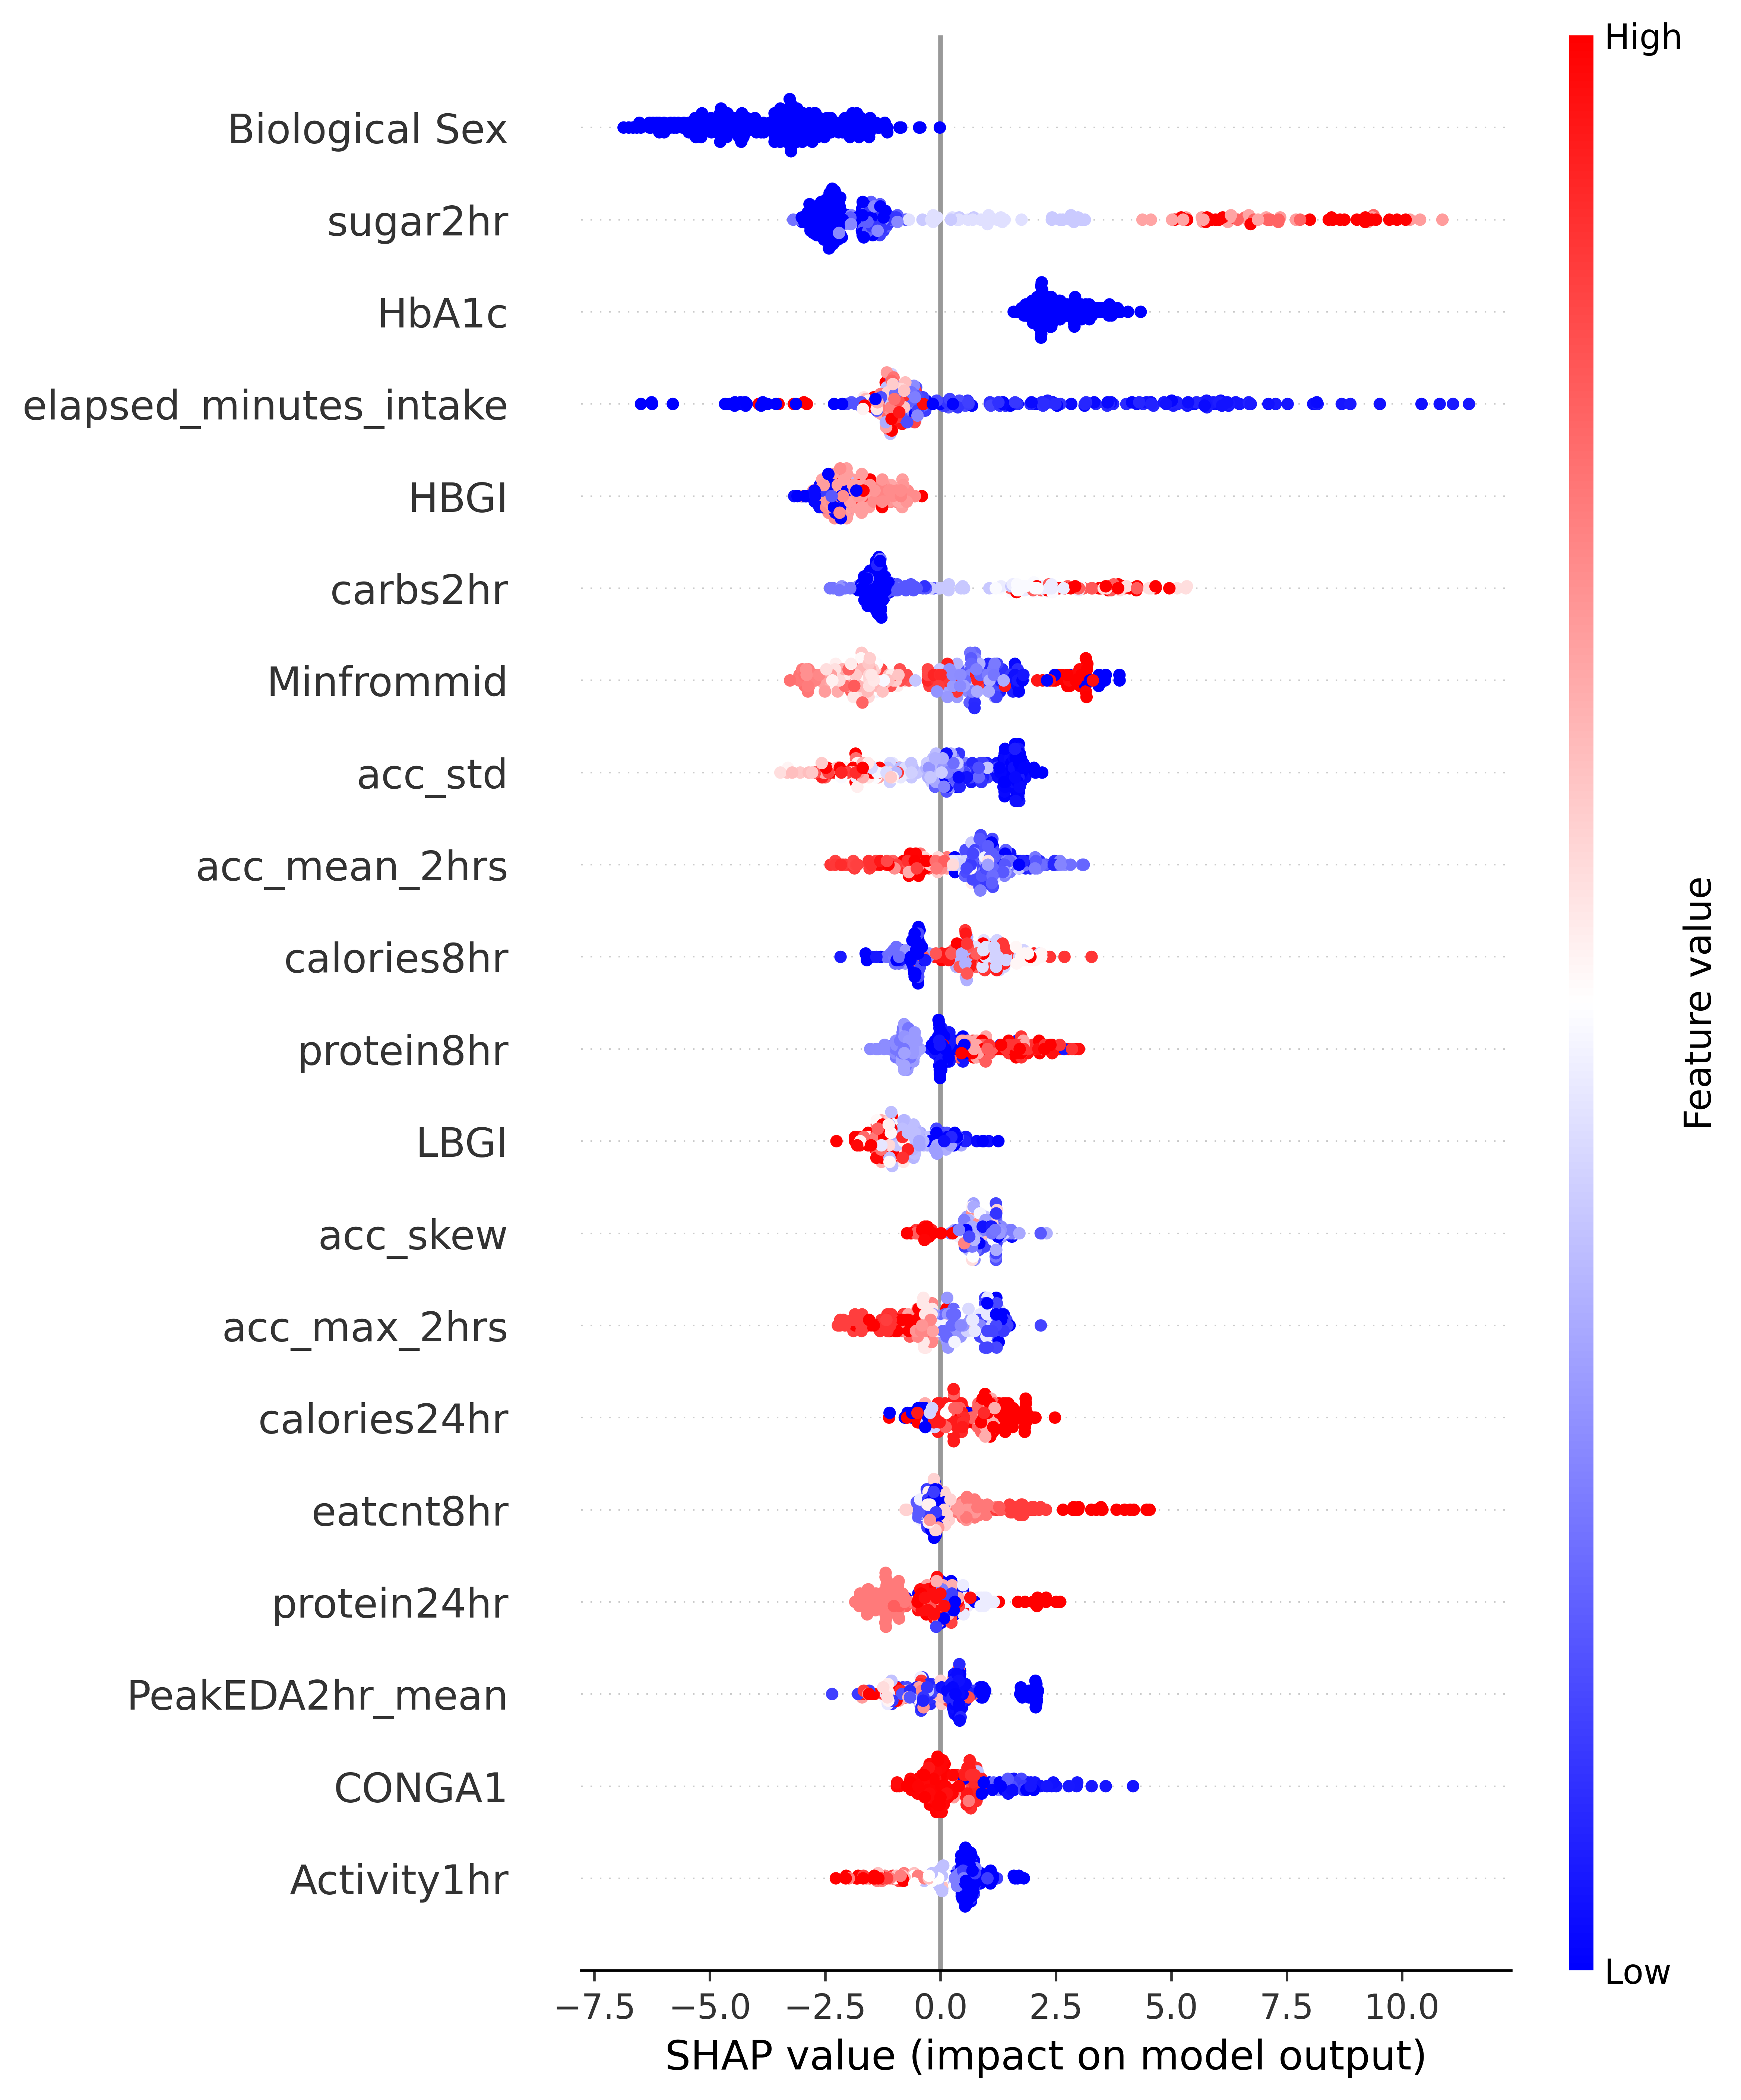 High
Biological Sex
sugar2hr
HbA1c
elapsed_minutes_intake
HBGI
carbs2hr
Minfrommid
acc_std
acc_mean_2hrs
calories8hr
protein8hr
LBGI
acc_skew
acc_max_2hrs
calories24hr
eatcnt8hr
protein24hr
PeakEDA2hr_mean
CONGA1
Activity1hr
Feature value
Low
−7.5 −5.0 −2.5 0.0 2.5 5.0 7.5 10.0
SHAP value (impact on model output)